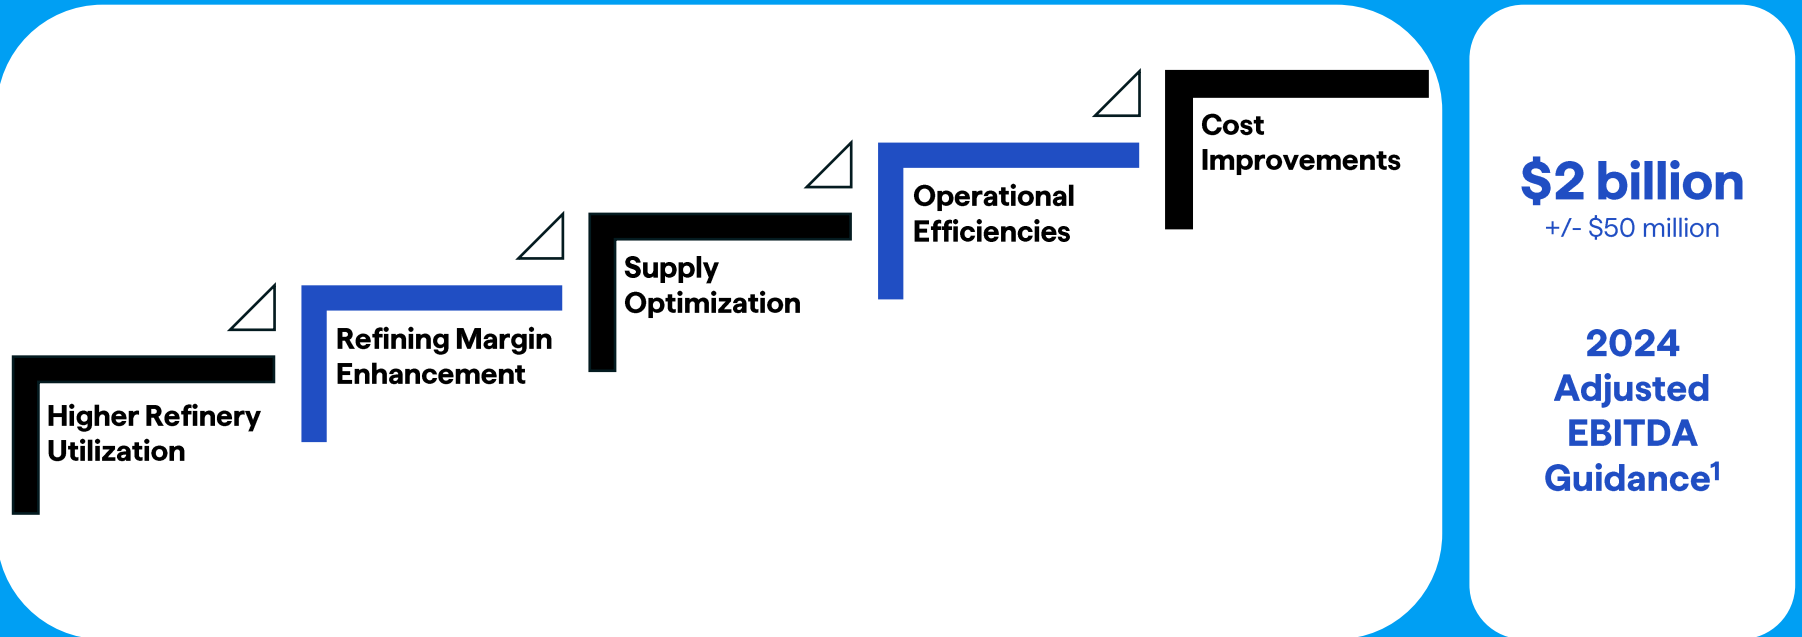 Higher Refinery
Utilization
Refining Margin
Enhancement
Supply
Optimization
Operational
Efficiencies
Cost
Improvements
$2 billion
+/- $50 million
2024
Adjusted
EBITDA
Guidance¹